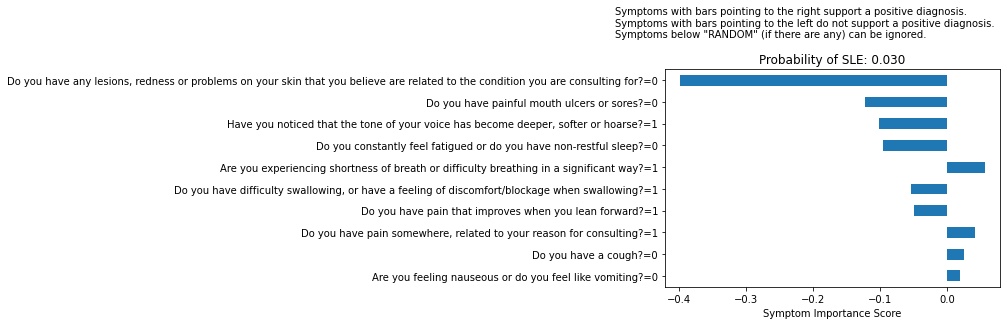 Symptoms with bars pointing to the right support a positive diagnosis.
Symptoms with bars pointing to the left do not support a positive diagnosis.
Symptoms below "RANDOM" (if there are any) can be ignored.
Probability of SLE: 0.030
Do you have any lesions, redness or problems on your skin that you believe are related to the condition you are consulting for?=0
Do you have painful mouth ulcers or sores?=0
Have you noticed that the tone of your voice has become deeper, softer or hoarse?=1
Do you constantly feel fatigued or do you have non-restful sleep?=0
Are you experiencing shortness of breath or difficulty breathing in a significant way?=1
Do you have difficulty swallowing, or have a feeling of discomfort/blockage when swallowing?=1
Do you have pain that improves when you lean forward?=1
Do you have pain somewhere, related to your reason for consulting?=1
Do you have a cough?=0
Are you feeling nauseous or do you feel like vomiting?=0
−0.4 −0.3 −0.2 −0.1 0.0
Symptom Importance Score